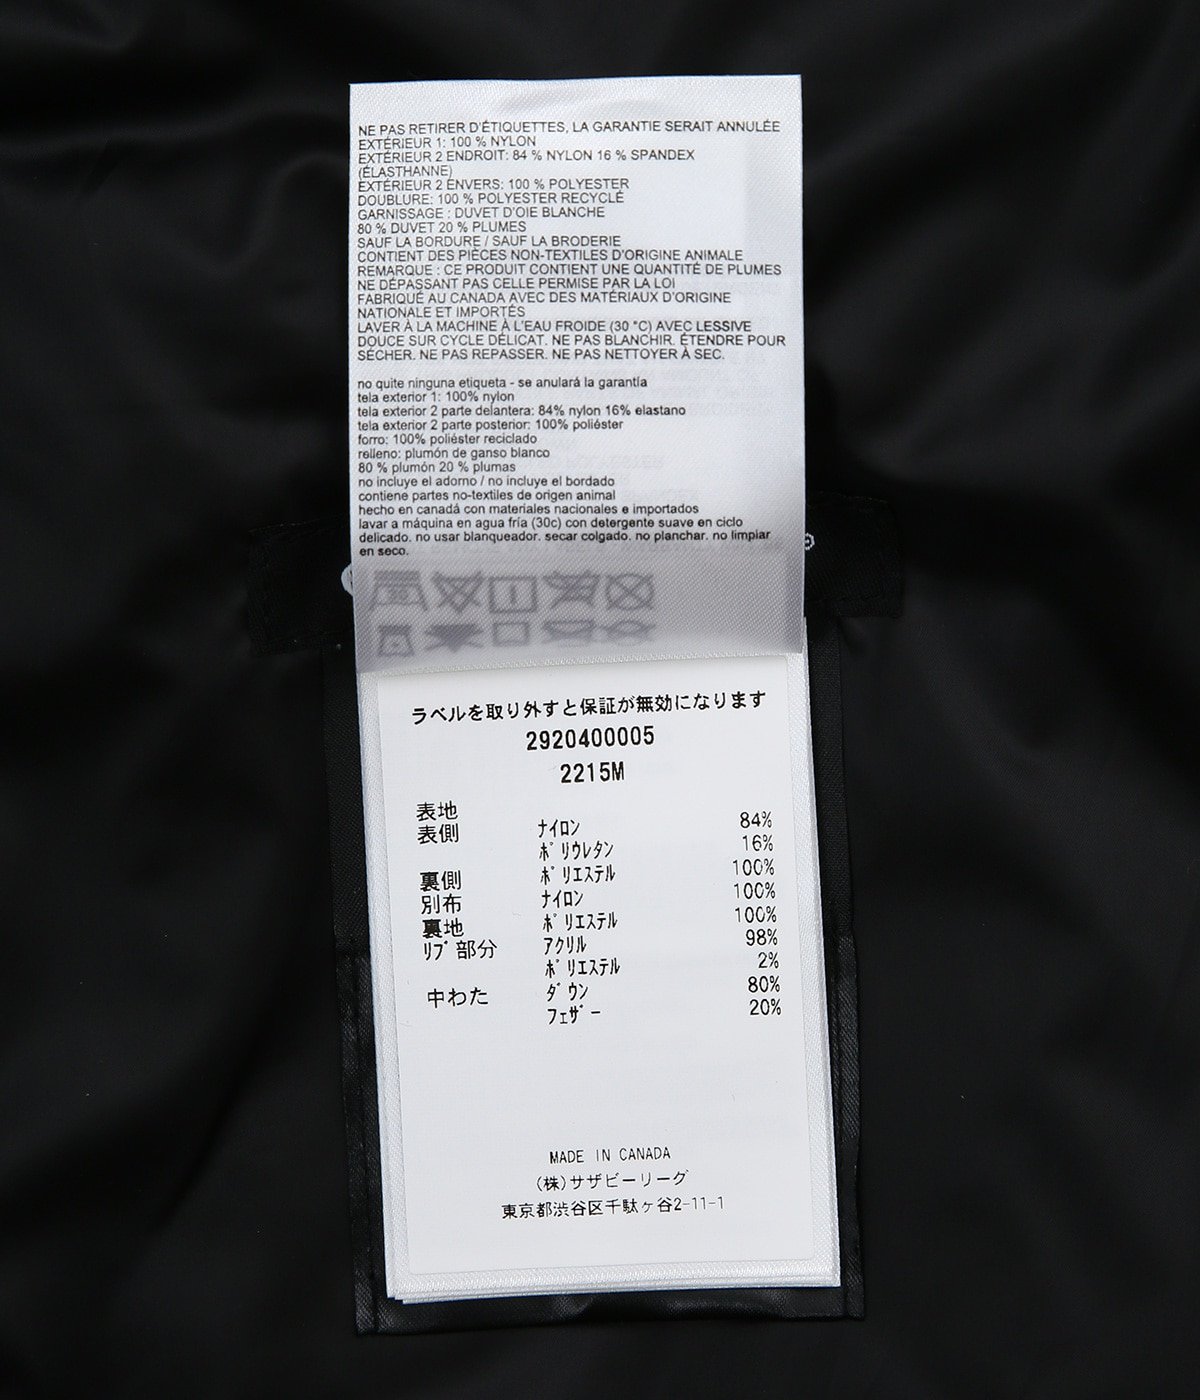 NE PAS RETIRER D'ÉTIQUETTES, LA GARANTIE SERAIT ANNULÉE
EXTÉRIEUR 1: 100 % NYLON
EXTÉRIEUR 2 ENDROIT: 84 % NYLON 16 % SPANDEX
(ÉLASTHANNE)
EXTÉRIEUR 2 ENVERS: 100 % POLYESTER
DOUBLURE: 100 % POLYESTER RECYCLÉ
GARNISSAGE : DUVET D'OIE BLANCHE
80 % DUVET 20 % PLUMES
SAUF LA BORDURE / SAUF LA BRODERIE
CONTIENT DES PIÈCES NON-TEXTILES D'ORIGINE ANIMALE
REMARQUE : CE PRODUIT CONTIENT UNE QUANTITÉ DE PLUMES
NE DÉPASSANT PAS CELLE PERMISE PAR LA LOI
FABRIQUÉ AU CANADA AVEC DES MATÉRIAUX D'ORIGINE
NATIONALE ET IMPORTÉS
LAVER À LA MACHINE À L'EAU FROIDE (30 °C) AVEC LESSIVE
DOUCE SUR CYCLE DÉLICAT. NE PAS BLANCHIR. ÉTENDRE POUR
SÉCHER. NE PAS REPASSER. NE PAS NETTOYER À SEC.
no quite ninguna etiqueta - se anulará la garantía
tela exterior 1: 100% nylon
tela exterior 2 parte delantera: 84% nylon 16% elastano
tela exterior 2 parte posterior: 100% poliéster
forro: 100% poliéster reciclado
relleno: plumón de ganso blanco
80 % plumón 20 % plumas
no incluye el adorno / no incluye el bordado
contiene partes no-textiles de origen animal
hecho en canadá con materiales nacionales e importados
lavar a máquina en agua fría (30c) con detergente suave en ciclo
delicado. no usar blanqueador. secar colgado. no planchar. no limpiar
en seco.
ラベルを取り外すと保証が無効になります
2920400005
2215M
表地
表側 ﾅｲﾛﾝ 84%
ﾎﾟﾘｳﾚﾀﾝ 16%
裏側 ﾎﾟﾘｴｽﾃﾙ 100%
別布 ﾅｲﾛﾝ 100%
裏地 ﾎﾟﾘｴｽﾃﾙ 100%
ﾘﾌﾞ部分 ｱｸﾘﾙ 98%
ﾎﾟﾘｴｽﾃﾙ 2%
中わた ﾀﾞｳﾝ 80%
ﾌｪｻﾞｰ 20%
MADE IN CANADA
(株)サザビーリーグ
東京都渋谷区千駄ヶ谷2-11-1